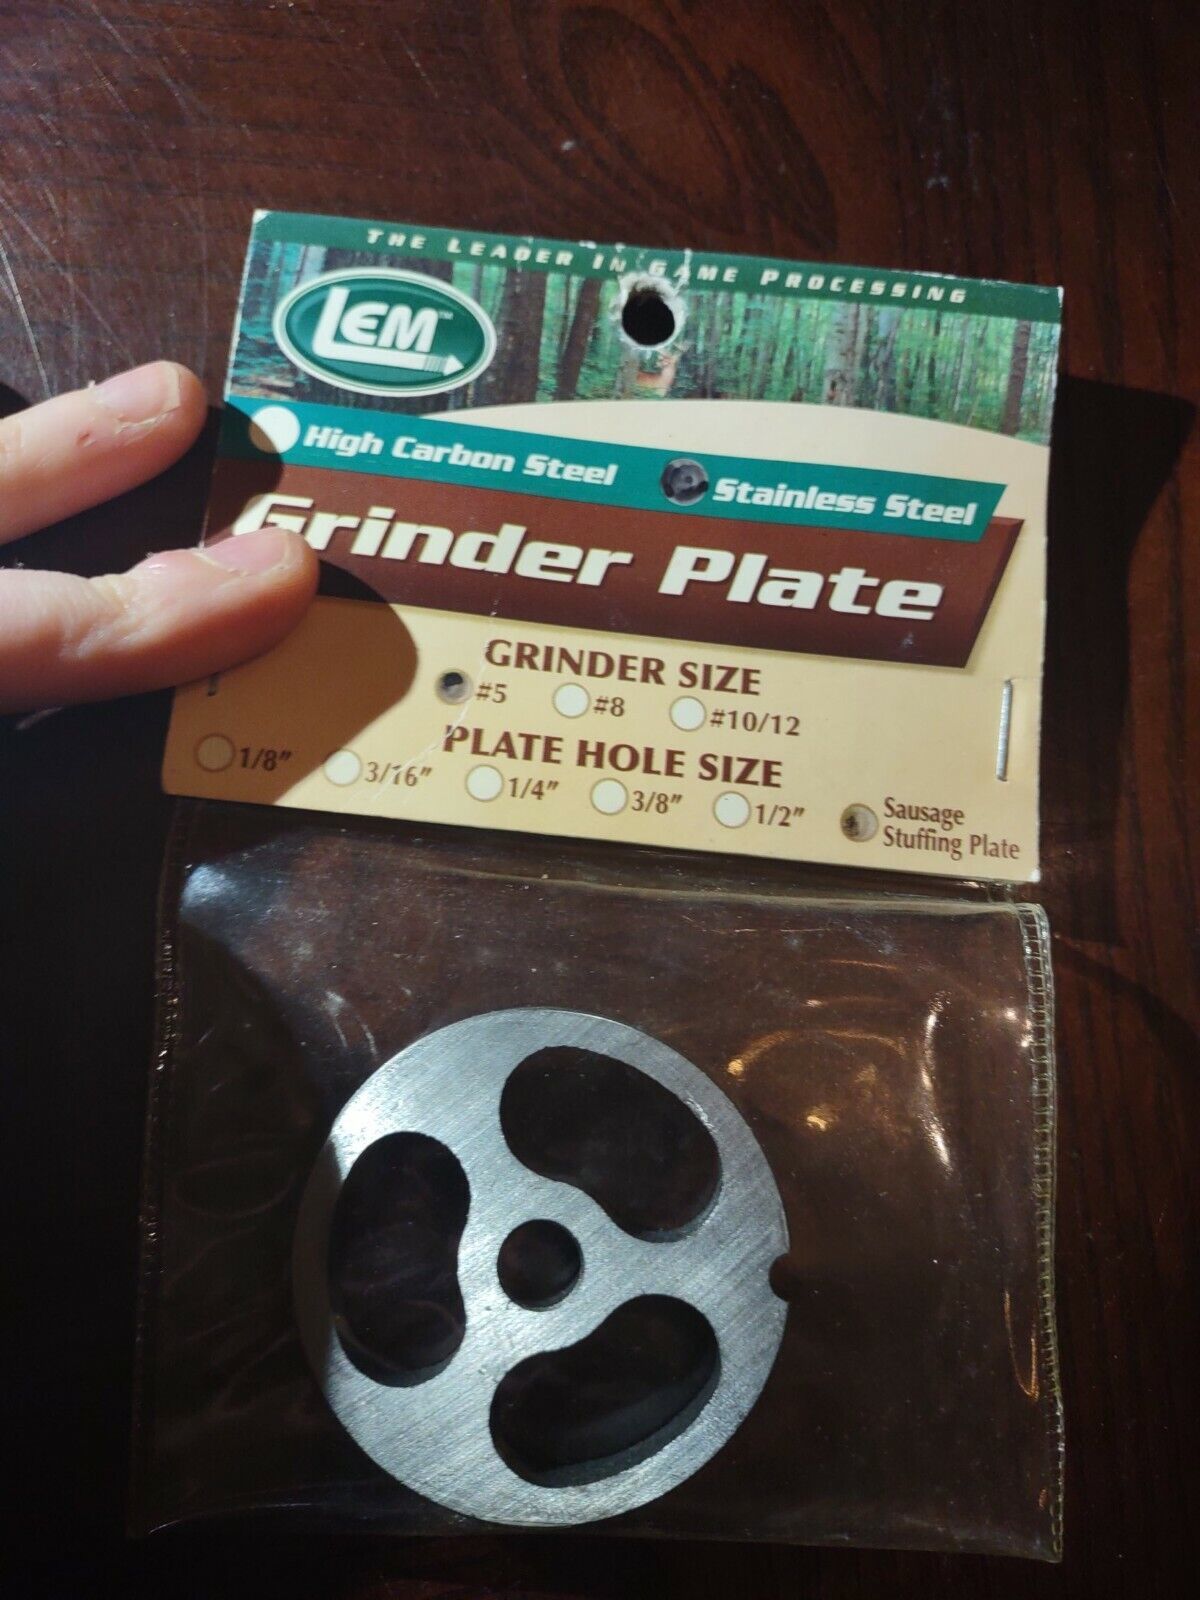 THE LEADER IN GAME PROCESSING
LEM™
High Carbon Steel
Stainless Steel
Grinder Plate
GRINDER SIZE
#5 #8 #10/12
PLATE HOLE SIZE
1/8" 3/16" 1/4" 3/8" 1/2" Sausage
Stuffing Plate